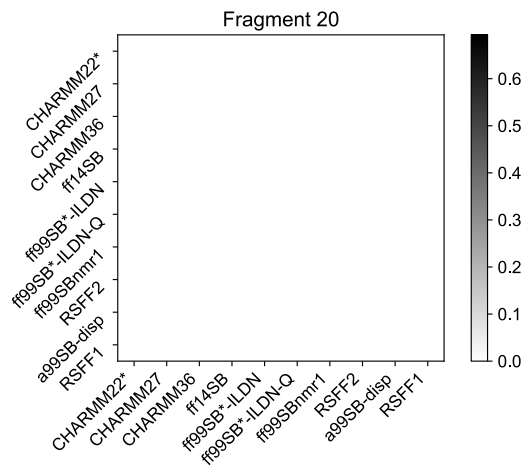 Fragment 20
CHARMM22*
CHARMM27
CHARMM36
ff14SB
ff99SB*-ILDN
ff99SB*-ILDN-Q
ff99SBnmr1
RSFF2
a99SB-disp
RSFF1
CHARMM22*
CHARMM27
CHARMM36
ff14SB
ff99SB*-ILDN
ff99SB*-ILDN-Q
ff99SBnmr1
RSFF2
a99SB-disp
RSFF1
0.6
0.5
0.4
0.3
0.2
0.1
0.0